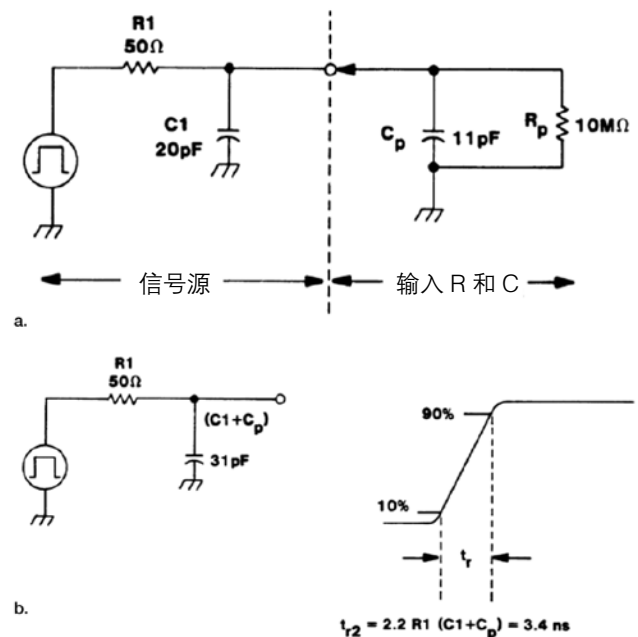 R1
50Ω
C1
20pF
Cp
11pF
Rp
10MΩ
信号源
输入 R 和 C
a.
R1
50Ω
(C1+Cp)
31pF
90%
10%
tr
b.
tr2 = 2.2 R1 (C1+Cp) = 3.4 ns